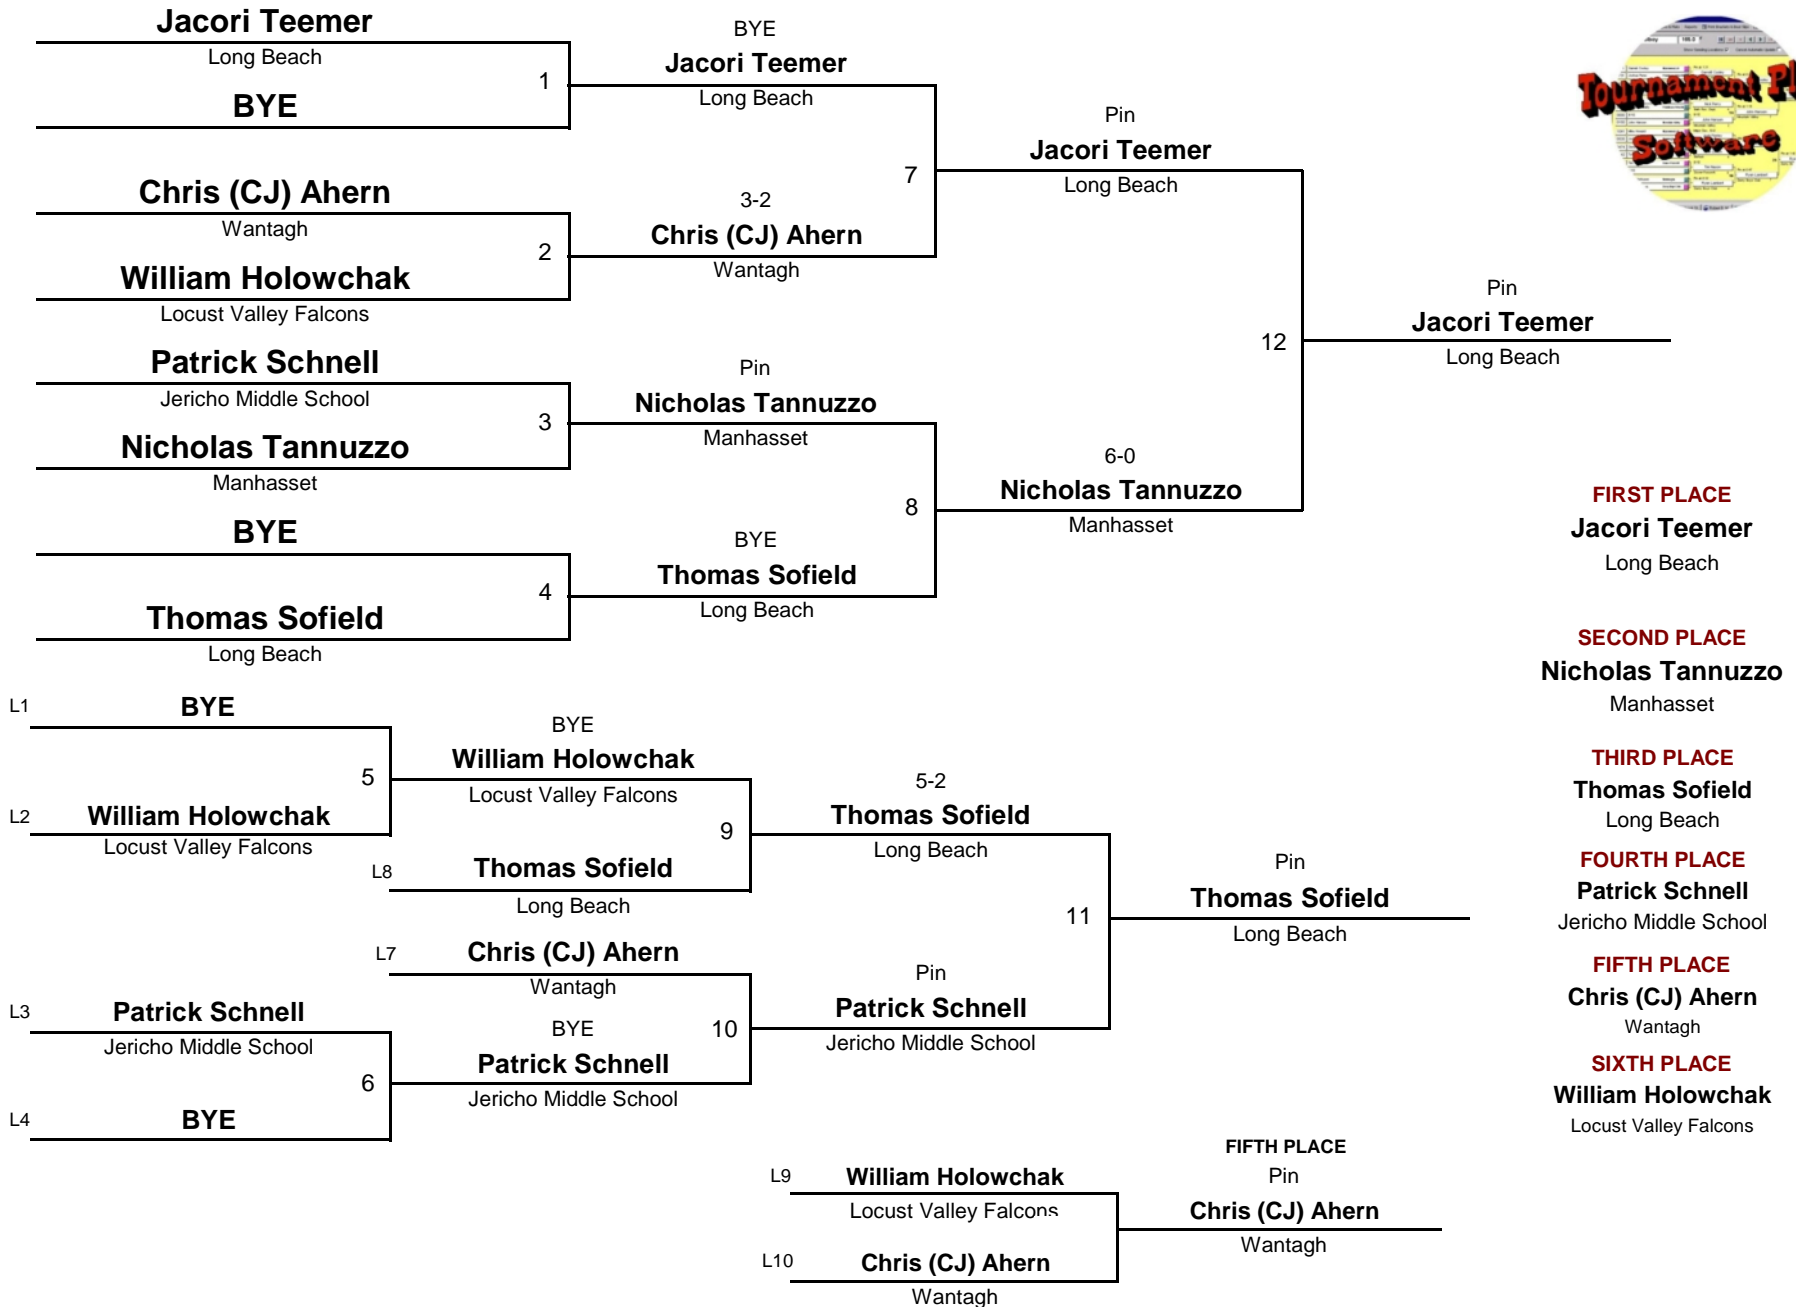 Jacori Teemer
Long Beach
1
BYE
BYE
Jacori Teemer
Long Beach
Chris (CJ) Ahern
Wantagh
2
William Holowchak
Locust Valley Falcons
3-2
Chris (CJ) Ahern
Wantagh
7
Pin
Jacori Teemer
Long Beach
Patrick Schnell
Jericho Middle School
3
Nicholas Tannuzzo
Manhasset
Pin
Nicholas Tannuzzo
Manhasset
BYE
4
Thomas Sofield
Long Beach
BYE
Thomas Sofield
Long Beach
8
6-0
Nicholas Tannuzzo
Manhasset
12
Pin
Jacori Teemer
Long Beach
Tournament Pl
Software
FIRST PLACE
Jacori Teemer
Long Beach
SECOND PLACE
Nicholas Tannuzzo
Manhasset
THIRD PLACE
Thomas Sofield
Long Beach
FOURTH PLACE
Patrick Schnell
Jericho Middle School
FIFTH PLACE
Chris (CJ) Ahern
Wantagh
SIXTH PLACE
William Holowchak
Locust Valley Falcons
L1
BYE
5
L2
William Holowchak
Locust Valley Falcons
BYE
William Holowchak
Locust Valley Falcons
9
L8
Thomas Sofield
Long Beach
5-2
Thomas Sofield
Long Beach
L7
Chris (CJ) Ahern
Wantagh
L3
Patrick Schnell
Jericho Middle School
6
L4
BYE
BYE
Patrick Schnell
Jericho Middle School
10
Pin
Patrick Schnell
Jericho Middle School
11
Pin
Thomas Sofield
Long Beach
L9
William Holowchak
Locust Valley Falcons
L10
Chris (CJ) Ahern
Wantagh
FIFTH PLACE
Pin
Chris (CJ) Ahern
Wantagh